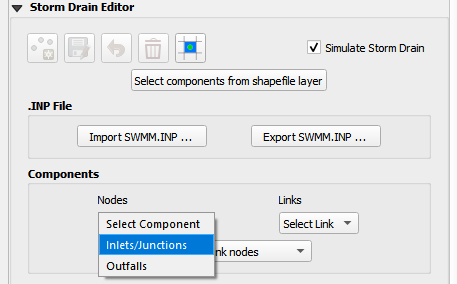 Storm Drain Editor
Simulate Storm Drain
Select components from shapefile layer
.INP File
Import SWMM.INP ...
Export SWMM.INP ...
Components
Nodes
Links
Select Component
Select Link
Inlets/Junctions
nk nodes
Outfalls